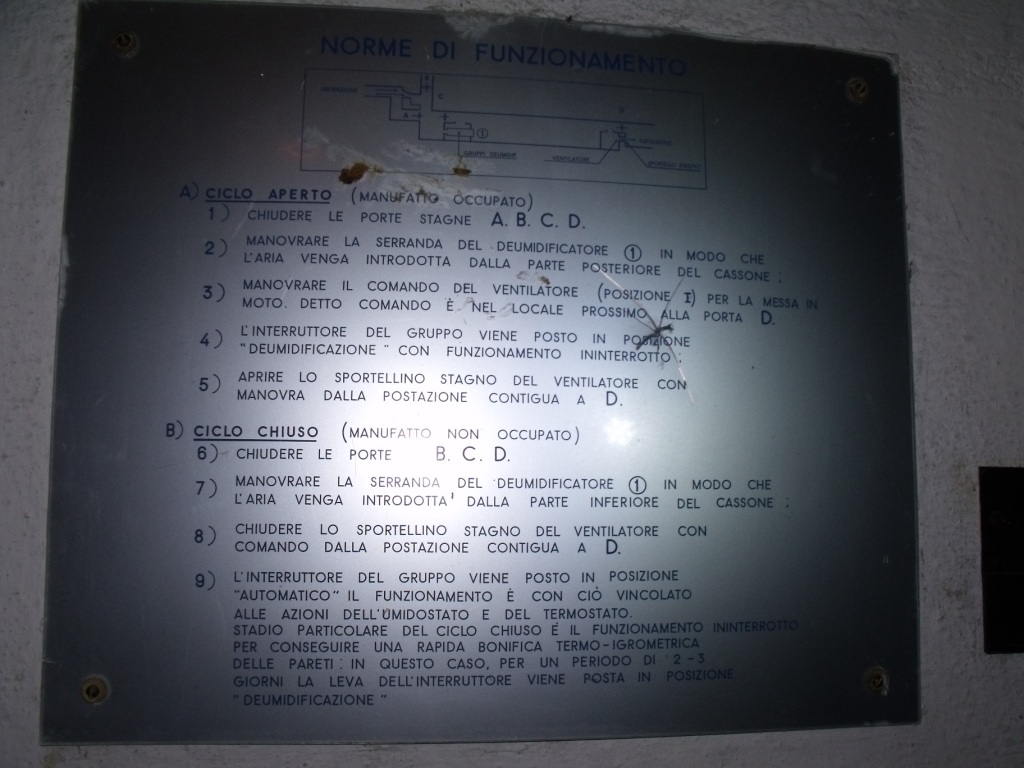 NORME DI FUNZIONAMENTO
C
D
A
1
GRUPPI DEUMIDIF.
VENTILATORE
SPORTELLO STAGNO
A) CICLO APERTO (MANUFATTO OCCUPATO)
1) CHIUDERE LE PORTE STAGNE A. B. C. D.
2) MANOVRARE LA SERRANDA DEL DEUMIDIFICATORE ① IN MODO CHE
L'ARIA VENGA INTRODOTTA DALLA PARTE POSTERIORE DEL CASSONE ;
3) MANOVRARE IL COMANDO DEL VENTILATORE (POSIZIONE I) PER LA MESSA IN
MOTO. DETTO COMANDO È NEL LOCALE PROSSIMO ALLA PORTA D.
4) L'INTERRUTTORE DEL GRUPPO VIENE POSTO IN POSIZIONE
"DEUMIDIFICAZIONE" CON FUNZIONAMENTO ININTERROTTO ;
5) APRIRE LO SPORTELLINO STAGNO DEL VENTILATORE CON
MANOVRA DALLA POSTAZIONE CONTIGUA A D.
B) CICLO CHIUSO (MANUFATTO NON OCCUPATO)
6) CHIUDERE LE PORTE B. C. D.
7) MANOVRARE LA SERRANDA DEL DEUMIDIFICATORE ① IN MODO CHE
L'ARIA VENGA INTRODOTTA' DALLA PARTE INFERIORE DEL CASSONE ;
8) CHIUDERE LO SPORTELLINO STAGNO DEL VENTILATORE CON
COMANDO DALLA POSTAZIONE CONTIGUA A D.
9) L'INTERRUTTORE DEL GRUPPO VIENE POSTO IN POSIZIONE
"AUTOMATICO" IL FUNZIONAMENTO È CON CIÒ VINCOLATO
ALLE AZIONI DELL'UMIDOSTATO E DEL TERMOSTATO.
STADIO PARTICOLARE DEL CICLO CHIUSO È IL FUNZIONAMENTO ININTERROTTO
PER CONSEGUIRE UNA RAPIDA BONIFICA TERMO-IGROMETRICA
DELLE PARETI : IN QUESTO CASO, PER UN PERIODO DI 2-3
GIORNI LA LEVA DELL'INTERRUTTORE VIENE POSTA IN POSIZIONE
"DEUMIDIFICAZIONE"